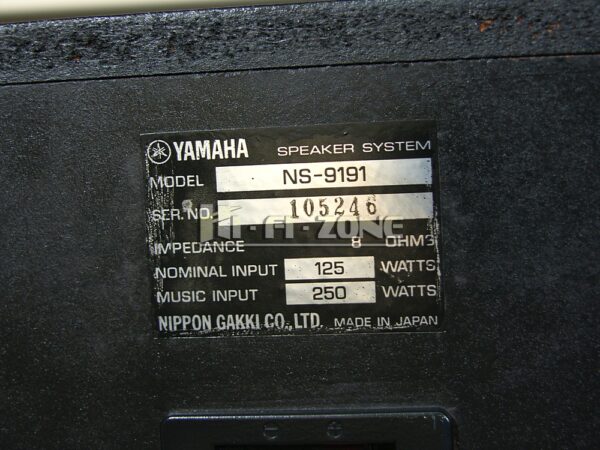 YAMAHA SPEAKER SYSTEM
MODEL NS-9191
SER. NO. 105246
HI-FI-ZONE
IMPEDANCE 8 OHMS
NOMINAL INPUT 125 WATTS
MUSIC INPUT 250 WATTS
NIPPON GAKKI CO., LTD. MADE IN JAPAN
- +